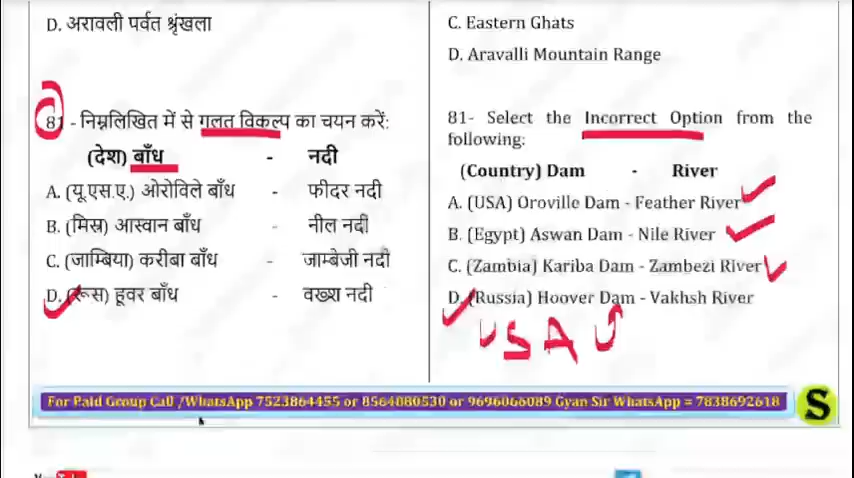 D. अरावली पर्वत श्रृंखला
81 - निम्नलिखित में से गलत विकल्प का चयन करें:
(देश) बाँध - नदी
A. (यू.एस.ए.) ओरोविले बाँध - फीदर नदी
B. (मिस्र) आस्वान बाँध - नील नदी
C. (जाम्बिया) करीबा बाँध - जाम्बेजी नदी
D. (रूस) हूवर बाँध - वख्श नदी
C. Eastern Ghats
D. Aravalli Mountain Range
81- Select the Incorrect Option from the
following:
(Country) Dam - River
A. (USA) Oroville Dam - Feather River
B. (Egypt) Aswan Dam - Nile River
C. (Zambia) Kariba Dam - Zambezi River
D. (Russia) Hoover Dam - Vakhsh River
USA
For Paid Group Call /WhatsApp 7523864455 or 8564880530 or 9696066089 Gyan Sir WhatsApp = 7838692618
S